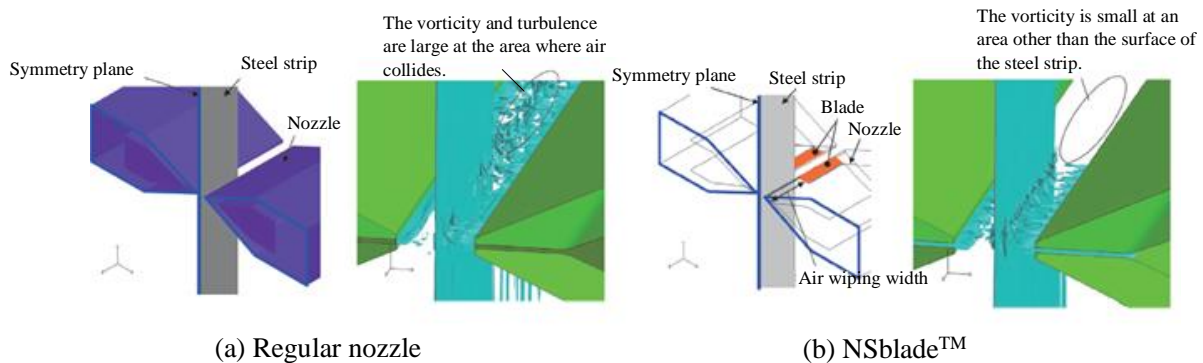 The vorticity and turbulence
are large at the area where air
collides.
Symmetry plane
Steel strip
Nozzle
(a) Regular nozzle
The vorticity is small at an
area other than the surface of
the steel strip.
Symmetry plane
Steel strip
Blade
Nozzle
Air wiping width
(b) NSblade™